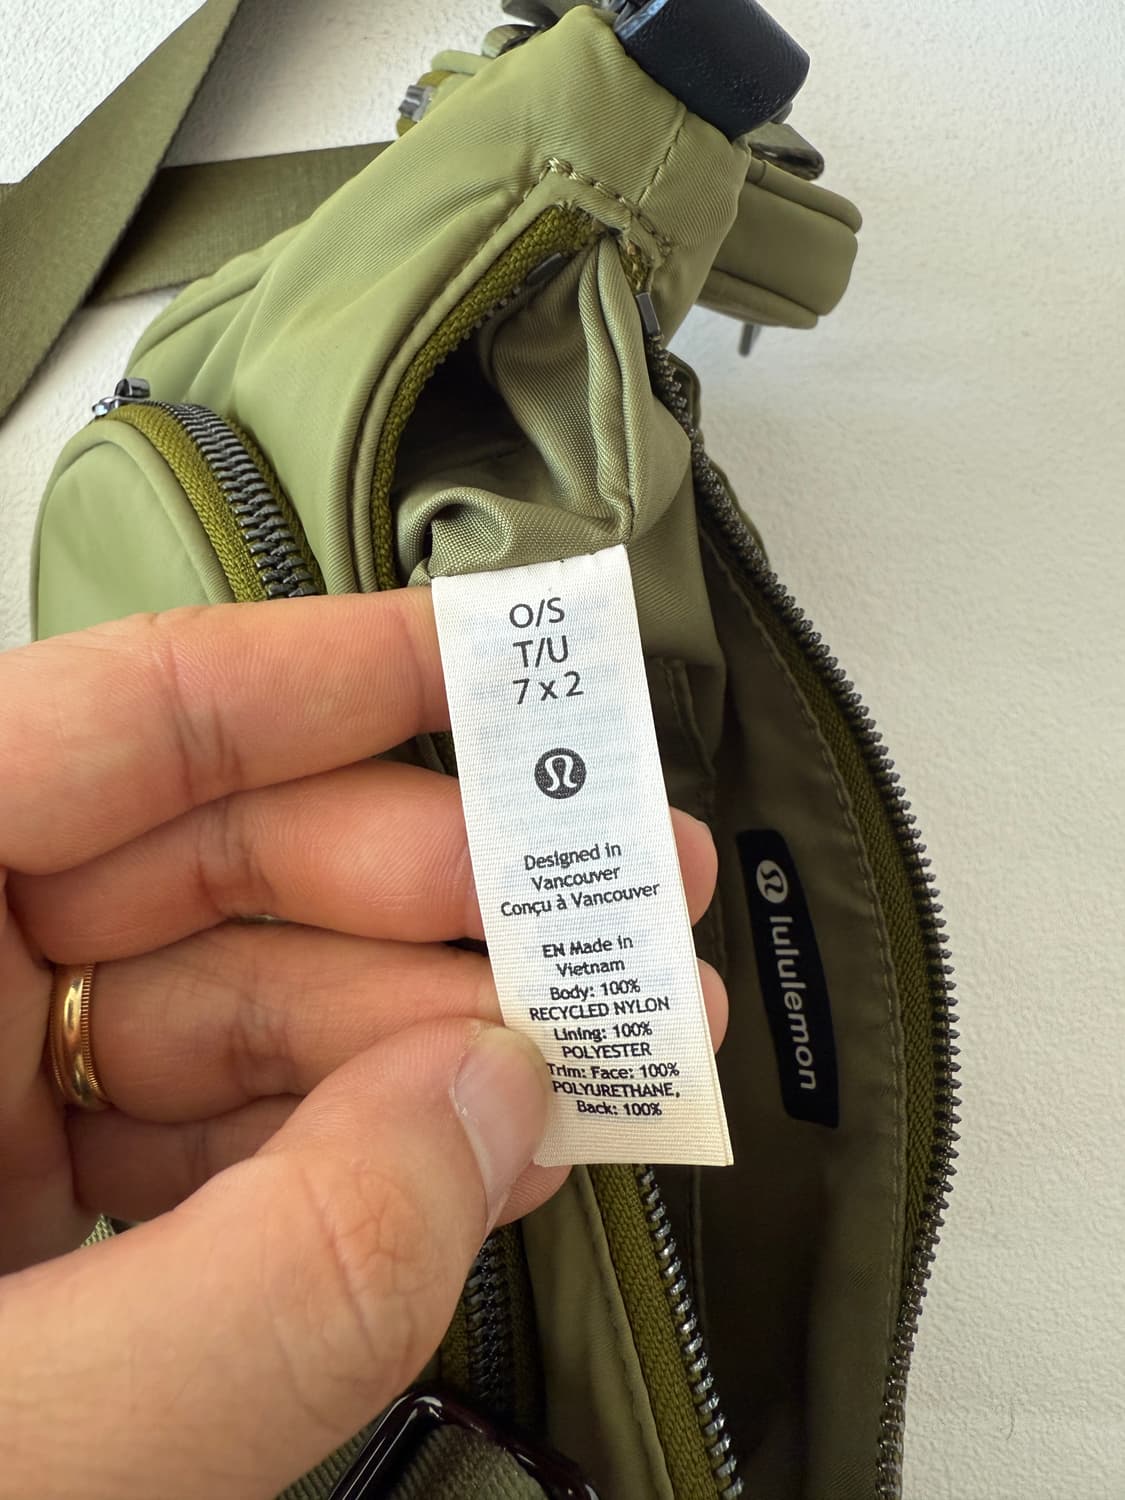 O/S
T/U
7 x 2
Designed in
Vancouver
Conçu à Vancouver
EN Made in
Vietnam
Body: 100%
RECYCLED NYLON
Lining: 100%
POLYESTER
Trim: Face: 100%
POLYURETHANE,
Back: 100%
lululemon